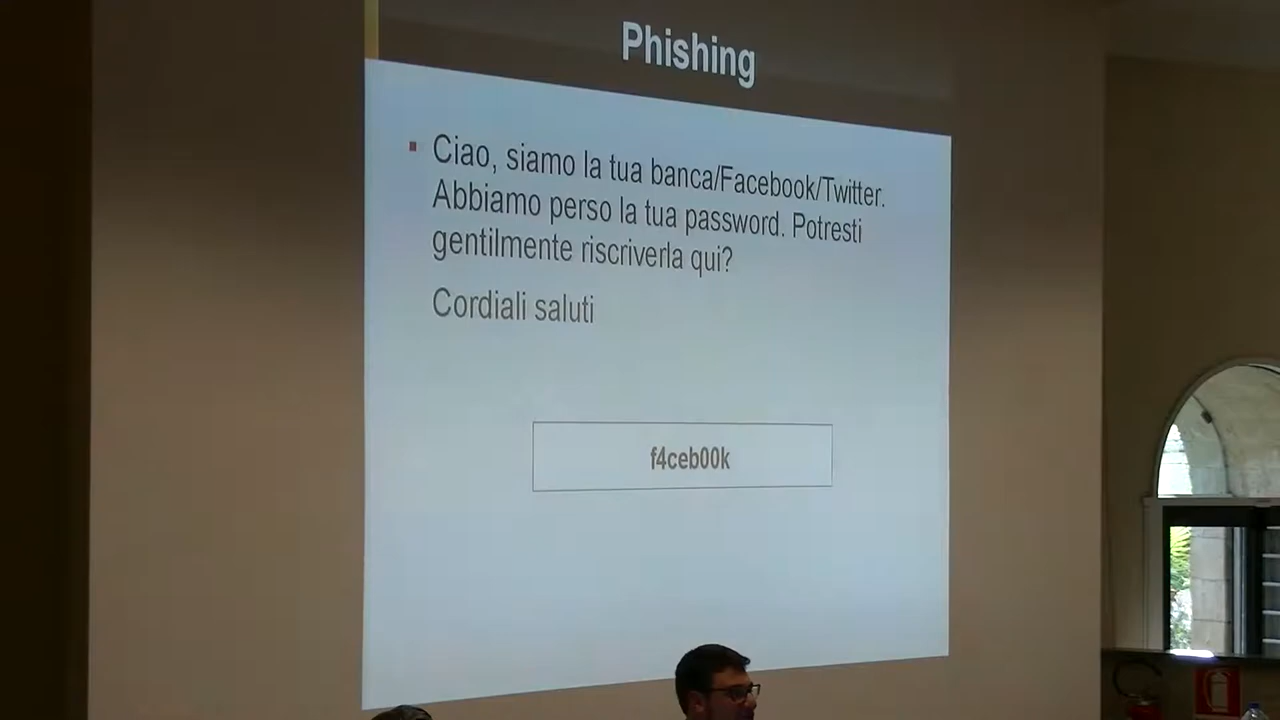 Phishing
Ciao, siamo la tua banca/Facebook/Twitter.
Abbiamo perso la tua password. Potresti
gentilmente riscriverla qui?
Cordiali saluti
f4ceb00k